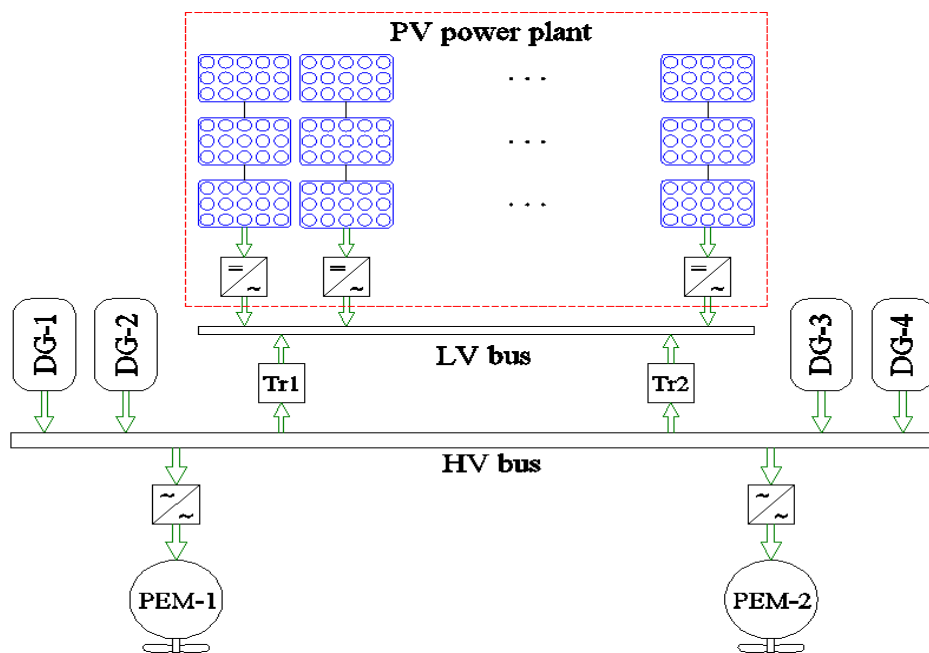 PV power plant
. . .
. . .
. . .
=
~
=
~
=
~
DG-1
DG-2
DG-3
DG-4
LV bus
Tr1
Tr2
HV bus
~
~
~
~
PEM-1
PEM-2